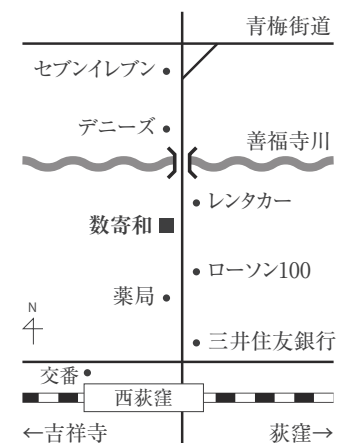 青梅街道
セブンイレブン
デニーズ
善福寺川
レンタカー
数寄和
ローソン100
薬局
N
三井住友銀行
交番
西荻窪
←吉祥寺
荻窪→